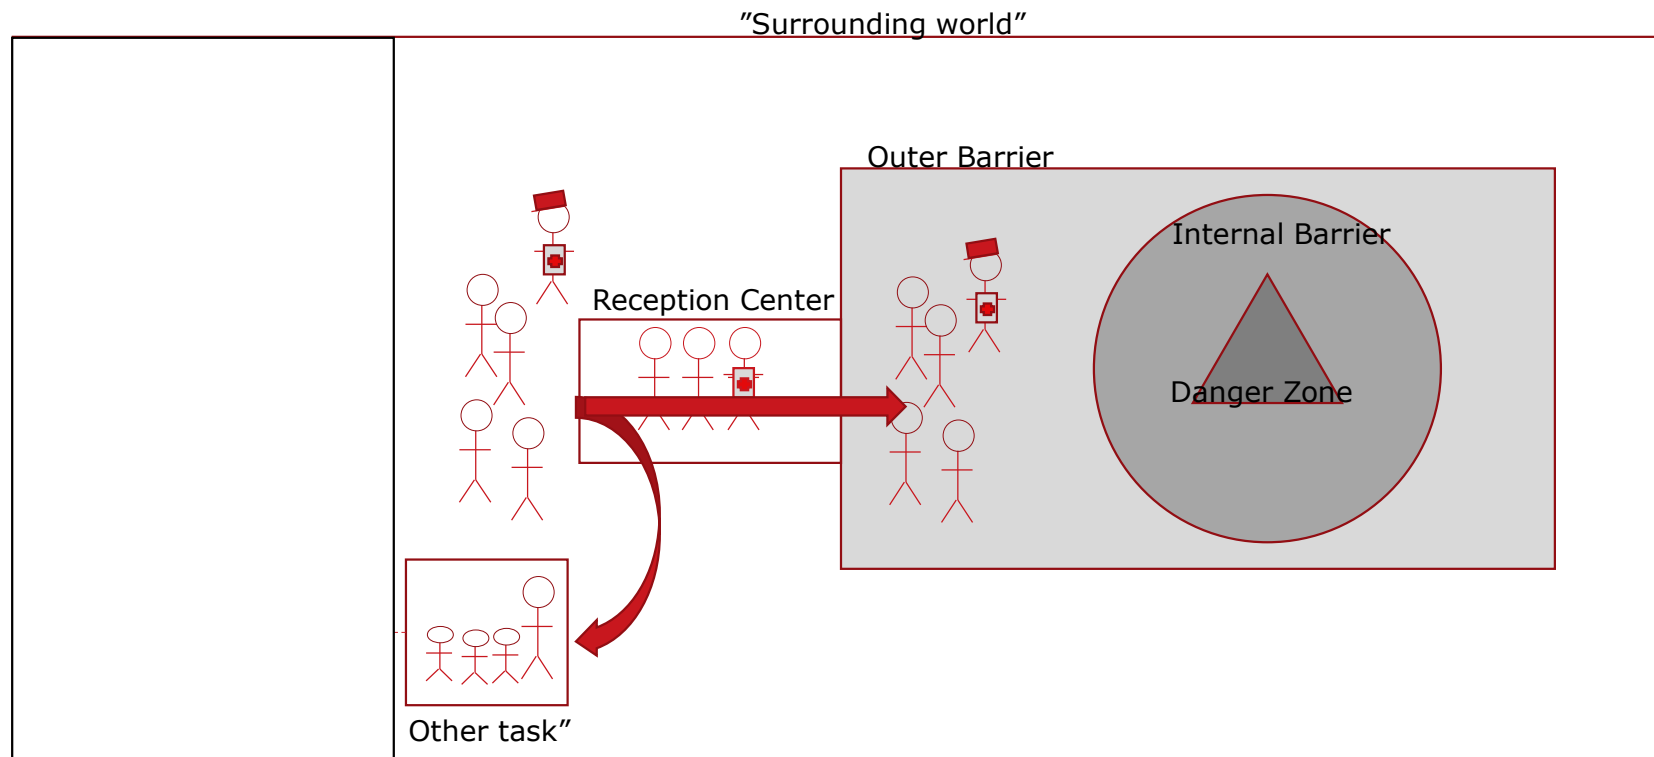 ”Surrounding world”
Outer Barrier
Internal Barrier
Reception Center
Danger Zone
Other task”